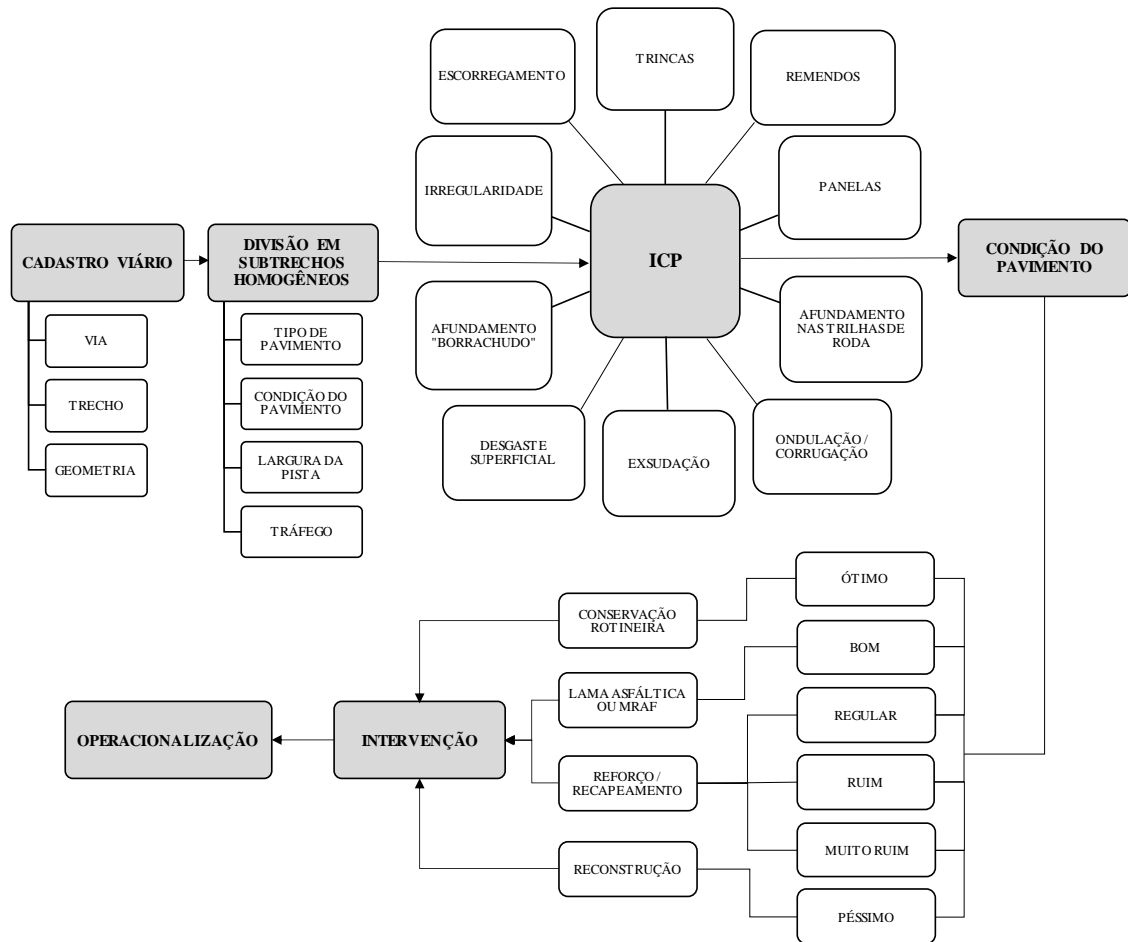 TRINCAS
ESCORREGAMENTO
REMENDOS
IRREGULARIDADE
PANELAS
CADASTRO VIÁRIO
DIVISÃO EM
SUBTRECHOS
HOMOGÊNEOS
ICP
CONDIÇÃO DO
PAVIMENTO
VIA
TRECHO
GEOMETRIA
TIPO DE
PAVIMENTO
CONDIÇÃO DO
PAVIMENTO
LARGURA DA
PISTA
TRÁFEGO
AFUNDAMENTO
"BORRACHUDO"
AFUNDAMENTO
NAS TRILHAS DE
RODA
DESGASTE
SUPERFICIAL
EXSUDAÇÃO
ONDULAÇÃO /
CORRUGAÇÃO
CONSERVAÇÃO
ROTINEIRA
ÓTIMO
LAMA ASFÁLTICA
OU MRAF
BOM
REGULAR
OPERACIONALIZAÇÃO
INTERVENÇÃO
REFORÇO /
RECAPEAMENTO
RUIM
MUITO RUIM
RECONSTRUÇÃO
PÉSSIMO